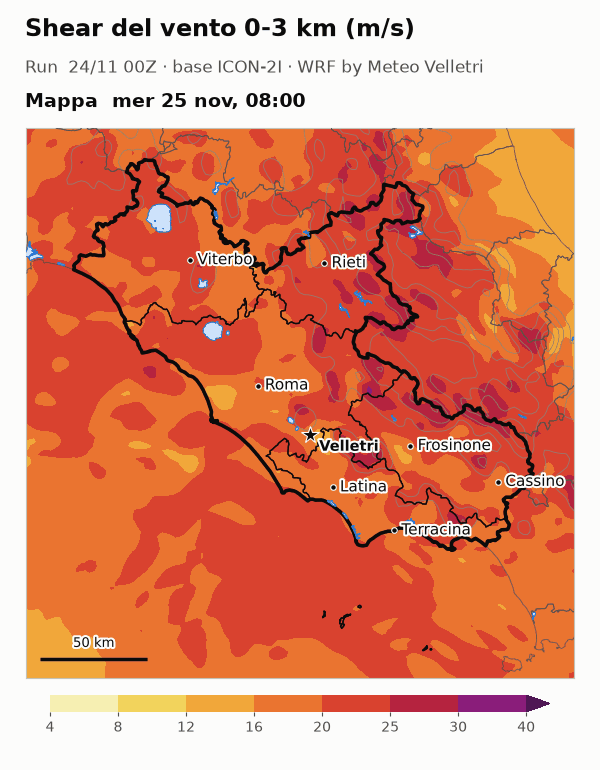 Shear del vento 0-3 km (m/s)
Run  24/11 00Z · base ICON-2I · WRF by Meteo Velletri
Mappa  mer 25 nov, 08:00
Viterbo
Rieti
Roma
Velletri
Frosinone
Latina
Cassino
Terracina
50 km
4 8 12 16 20 25 30 40